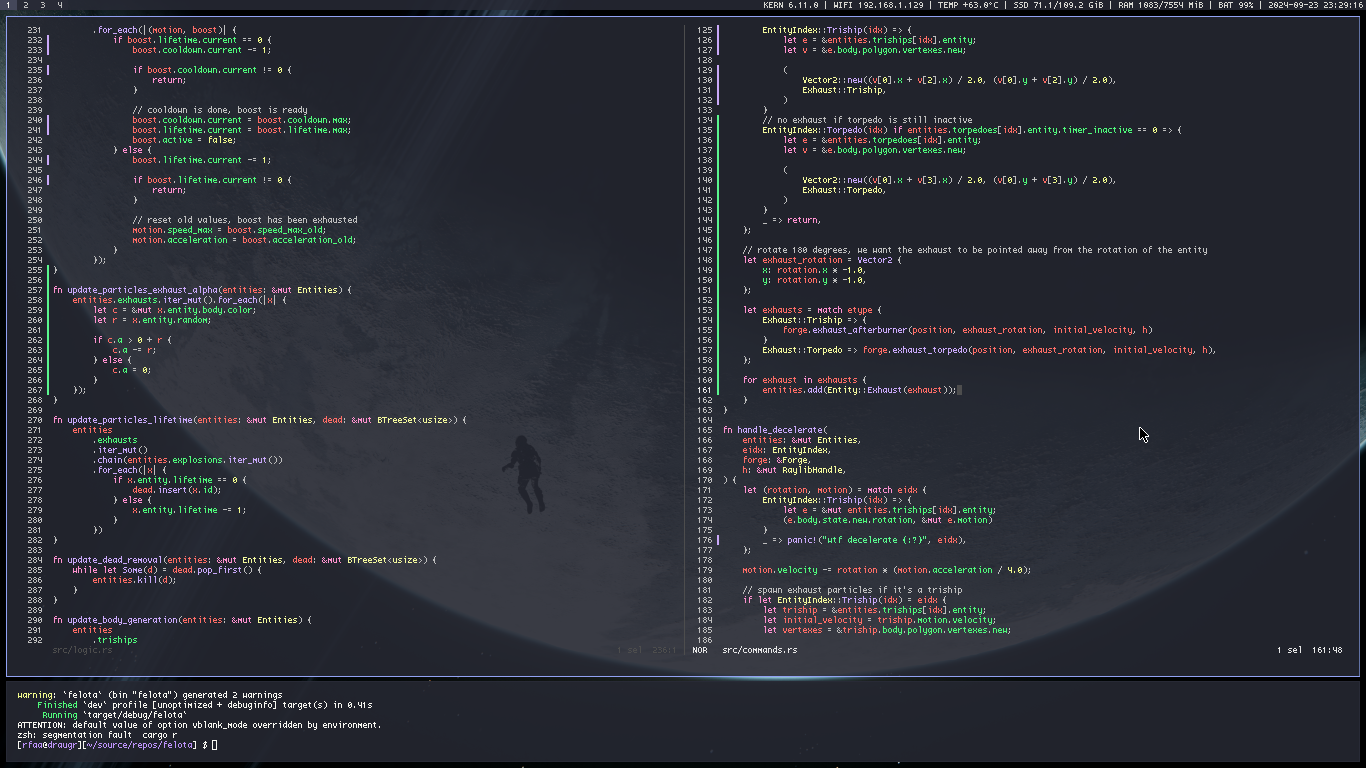 1 2 3 4
KERN 6.11.0 | WIFI 192.168.1.129 | TEMP +63.0°C | SSD 71.1/109.2 GiB | RAM 1083/7554 MiB | BAT 99% | 2024-09-23 23:29:16
231 .for_each(|(motion, boost)| {
232 if boost.lifetime.current == 0 {
233 boost.cooldown.current -= 1;
234
235 if boost.cooldown.current != 0 {
236 return;
237 }
238
239 // cooldown is done, boost is ready
240 boost.cooldown.current = boost.cooldown.max;
241 boost.lifetime.current = boost.lifetime.max;
242 boost.active = false;
243 } else {
244 boost.lifetime.current -= 1;
245
246 if boost.lifetime.current != 0 {
247 return;
248 }
249
250 // reset old values, boost has been exhausted
251 motion.speed_max = boost.speed_max_old;
252 motion.acceleration = boost.acceleration_old;
253 }
254 });
255 }
256
257 fn update_particles_exhaust_alpha(entities: &mut Entities) {
258 entities.exhausts.iter_mut().for_each(|x| {
259 let c = &mut x.entity.body.color;
260 let r = x.entity.random;
261
262 if c.a > 0 + r {
263 c.a -= r;
264 } else {
265 c.a = 0;
266 }
267 });
268 }
269
270 fn update_particles_lifetime(entities: &mut Entities, dead: &mut BTreeSet<usize>) {
271 entities
272 .exhausts
273 .iter_mut()
274 .chain(entities.explosions.iter_mut())
275 .for_each(|x| {
276 if x.entity.lifetime == 0 {
277 dead.insert(x.id);
278 } else {
279 x.entity.lifetime -= 1;
280 }
281 })
282 }
283
284 fn update_dead_removal(entities: &mut Entities, dead: &mut BTreeSet<usize>) {
285 while let Some(d) = dead.pop_first() {
286 entities.kill(d);
287 }
288 }
289
290 fn update_body_generation(entities: &mut Entities) {
291 entities
292 .triships
src/logic.rs 1 sel 236:1
125 EntityIndex::Triship(idx) => {
126 let e = &entities.triships[idx].entity;
127 let v = &e.body.polygon.vertexes.new;
128
129 (
130 Vector2::new((v[0].x + v[2].x) / 2.0, (v[0].y + v[2].y) / 2.0),
131 Exhaust::Triship,
132 )
133 }
134 // no exhaust if torpedo is still inactive
135 EntityIndex::Torpedo(idx) if entities.torpedoes[idx].entity.timer_inactive == 0 => {
136 let e = &entities.torpedoes[idx].entity;
137 let v = &e.body.polygon.vertexes.new;
138
139 (
140 Vector2::new((v[0].x + v[3].x) / 2.0, (v[0].y + v[3].y) / 2.0),
141 Exhaust::Torpedo,
142 )
143 }
144 _ => return,
145 };
146
147 // rotate 180 degrees, we want the exhaust to be pointed away from the rotation of the entity
148 let exhaust_rotation = Vector2 {
149 x: rotation.x * -1.0,
150 y: rotation.y * -1.0,
151 };
152
153 let exhausts = match etype {
154 Exhaust::Triship => {
155 forge.exhaust_afterburner(position, exhaust_rotation, initial_velocity, h)
156 }
157 Exhaust::Torpedo => forge.exhaust_torpedo(position, exhaust_rotation, initial_velocity, h),
158 };
159
160 for exhaust in exhausts {
161 entities.add(Entity::Exhaust(exhaust));
162 }
163 }
164
165 fn handle_decelerate(
166 entities: &mut Entities,
167 eidx: EntityIndex,
168 forge: &Forge,
169 h: &mut RaylibHandle,
170 ) {
171 let (rotation, motion) = match eidx {
172 EntityIndex::Triship(idx) => {
173 let e = &mut entities.triships[idx].entity;
174 (e.body.state.new.rotation, &mut e.motion)
175 }
176 _ => panic!("wtf decelerate {:?}", eidx),
177 };
178
179 motion.velocity -= rotation * (motion.acceleration / 4.0);
180
181 // spawn exhaust particles if it's a triship
182 if let EntityIndex::Triship(idx) = eidx {
183 let triship = &entities.triships[idx].entity;
184 let initial_velocity = triship.motion.velocity;
185 let vertexes = &triship.body.polygon.vertexes.new;
186
NOR src/commands.rs 1 sel 161:48
warning: `felota` (bin "felota") generated 2 warnings
Finished `dev` profile [unoptimized + debuginfo] target(s) in 0.41s
Running `target/debug/felota`
ATTENTION: default value of option vblank_mode overridden by environment.
zsh: segmentation fault cargo r
[rfaa@draugr][~/source/repos/felota] $